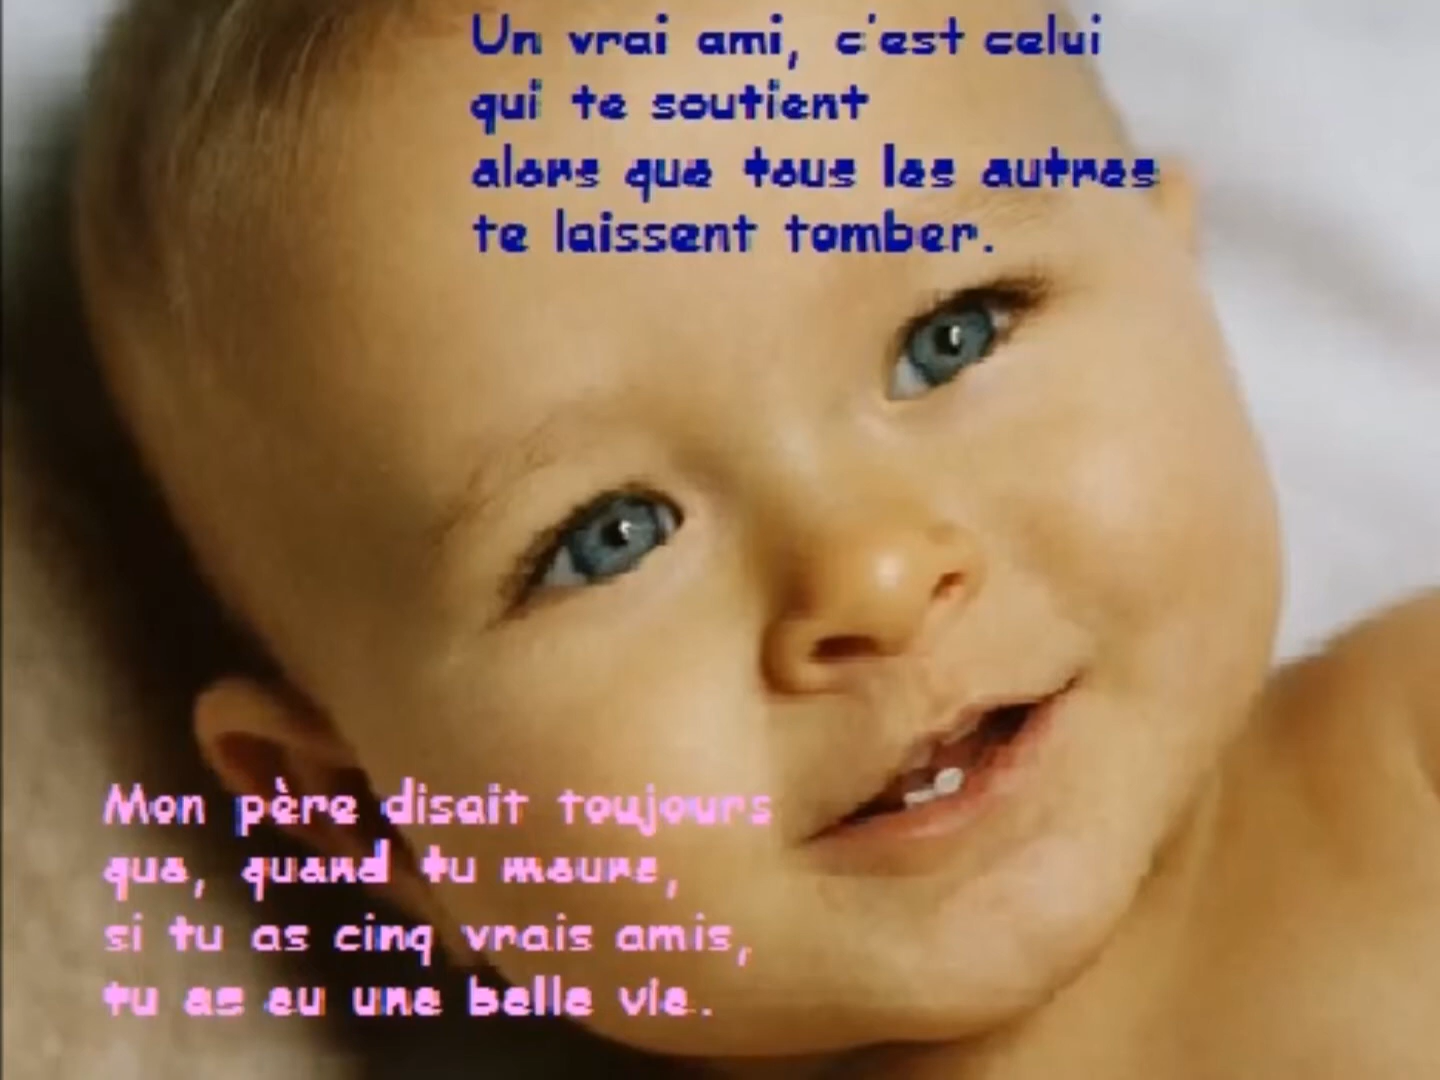 Un vrai ami, c'est celui
qui te soutient
alors que tous les autres
te laissent tomber.
Mon père disait toujours
que, quand tu meurs,
si tu as cinq vrais amis,
tu as eu une belle vie.